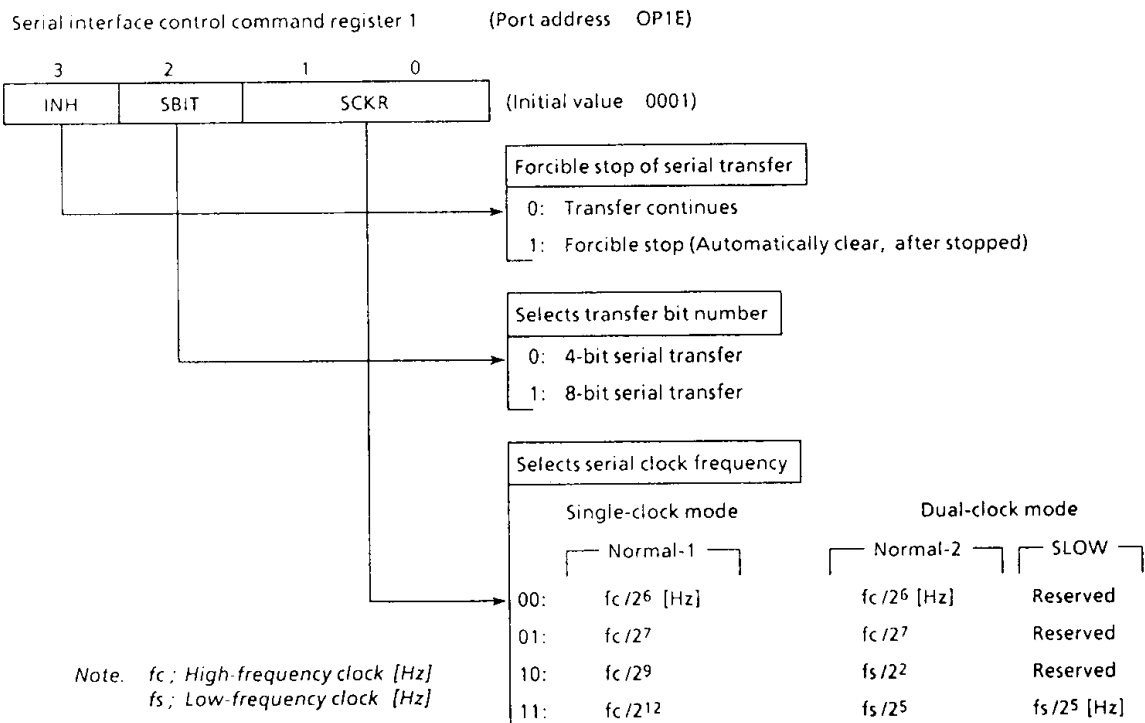 Serial interface control command register 1 (Port address OP1E)
3 2 1 0
INH SBIT SCKR (Initial value 0001)
Forcible stop of serial transfer
0: Transfer continues
1: Forcible stop (Automatically clear, after stopped)
Selects transfer bit number
0: 4-bit serial transfer
1: 8-bit serial transfer
Selects serial clock frequency
Single-clock mode Dual-clock mode
Normal-1 Normal-2 SLOW
00: fc/2⁶ [Hz] fc/2⁶ [Hz] Reserved
01: fc/2⁷ fc/2⁷ Reserved
10: fc/2⁹ fs/2² Reserved
11: fc/2¹² fs/2⁵ fs/2⁵ [Hz]
Note. fc ; High-frequency clock [Hz]
fs ; Low-frequency clock [Hz]